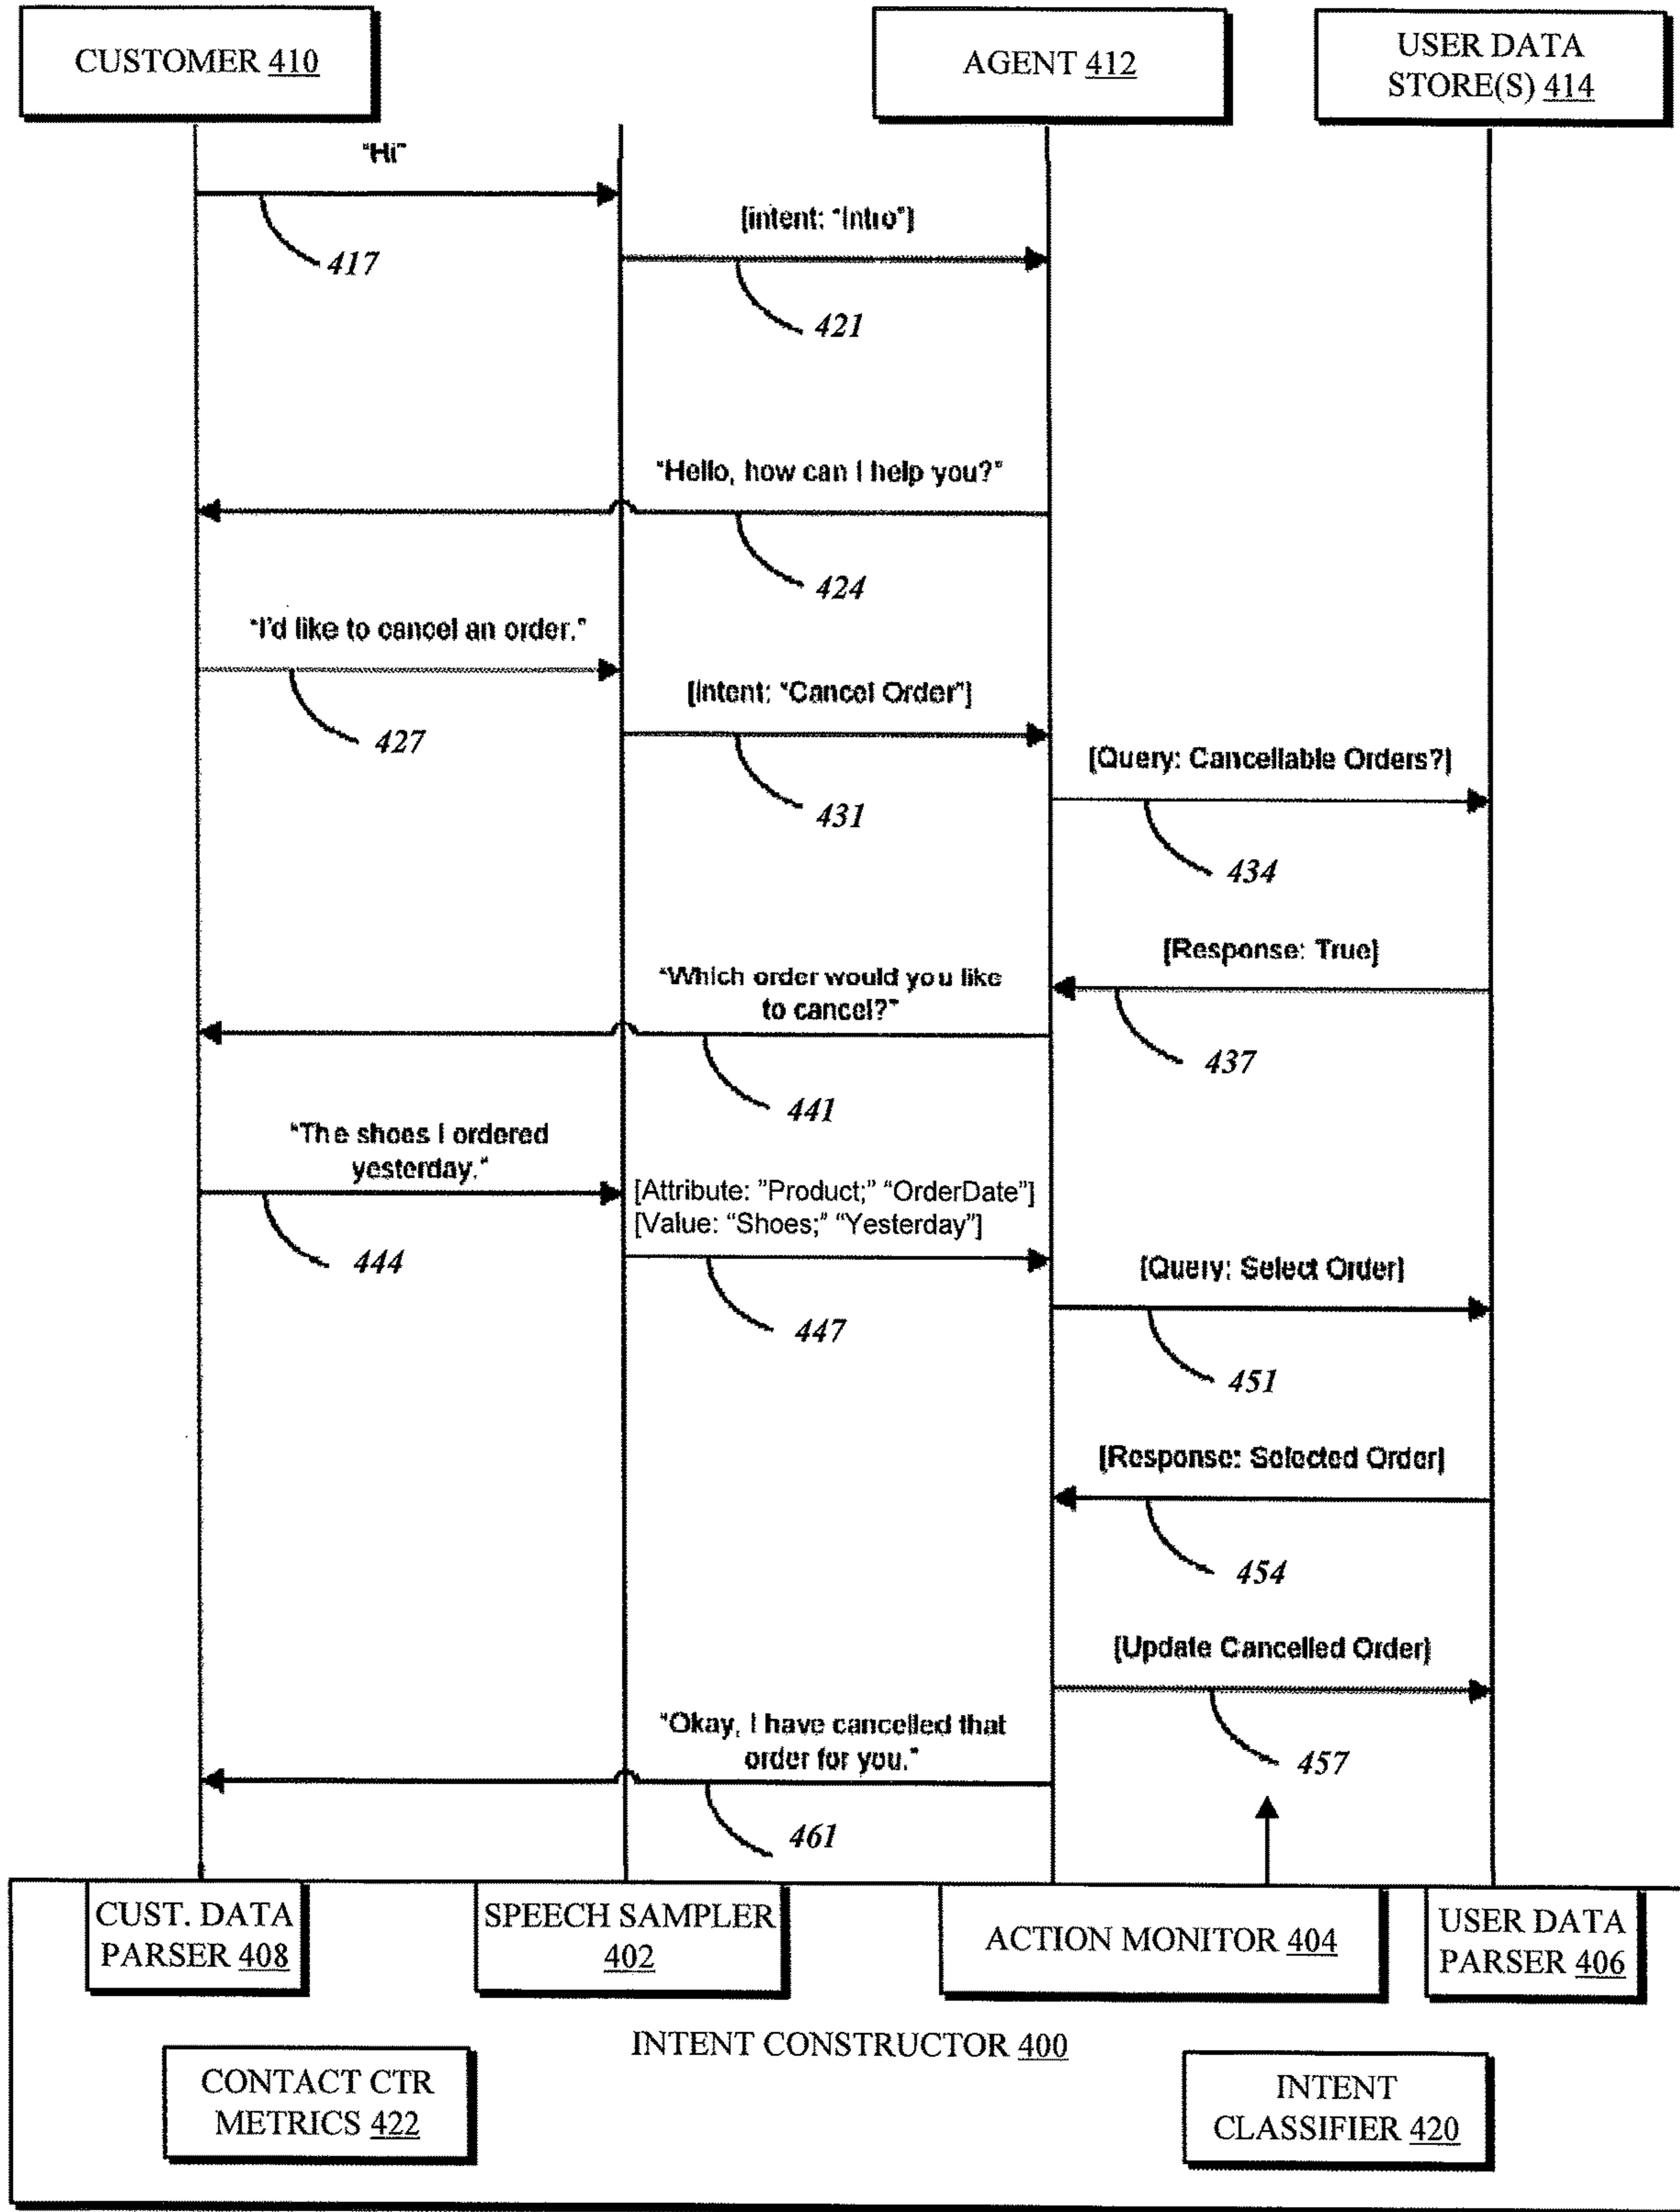 CUSTOMER 410
AGENT 412
USER DATA
STORE(S) 414
"Hi"
417
[intent: "Intro"]
421
"Hello, how can I help you?"
424
"I'd like to cancel an order."
427
[Intent: "Cancel Order"]
431
[Query: Cancellable Orders?]
434
[Response: True]
437
"Which order would you like
to cancel?"
441
"The shoes I ordered
yesterday."
444
[Attribute: "Product;" "OrderDate"]
[Value: "Shoes;" "Yesterday"]
447
[Query: Select Order]
451
[Response: Selected Order]
454
[Update Cancelled Order]
457
"Okay, I have cancelled that
order for you."
461
CUST. DATA
PARSER 408
SPEECH SAMPLER
402
ACTION MONITOR 404
USER DATA
PARSER 406
INTENT CONSTRUCTOR 400
CONTACT CTR
METRICS 422
INTENT
CLASSIFIER 420